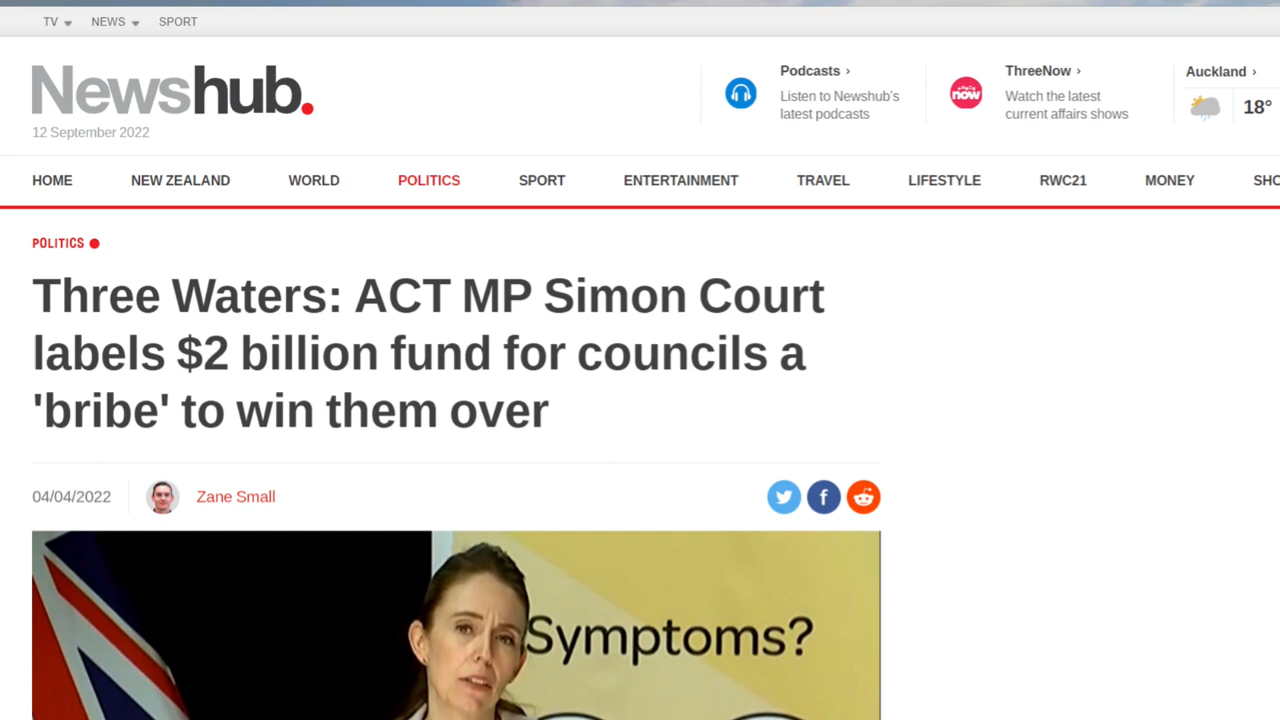 TV NEWS SPORT
Newshub.
12 September 2022
Podcasts ›
Listen to Newshub's
latest podcasts
now
ThreeNow ›
Watch the latest
current affairs shows
Auckland ›
18°
HOME NEW ZEALAND WORLD POLITICS SPORT ENTERTAINMENT TRAVEL LIFESTYLE RWC21 MONEY SHO
POLITICS
Three Waters: ACT MP Simon Court
labels $2 billion fund for councils a
'bribe' to win them over
04/04/2022 Zane Small
f
Symptoms?